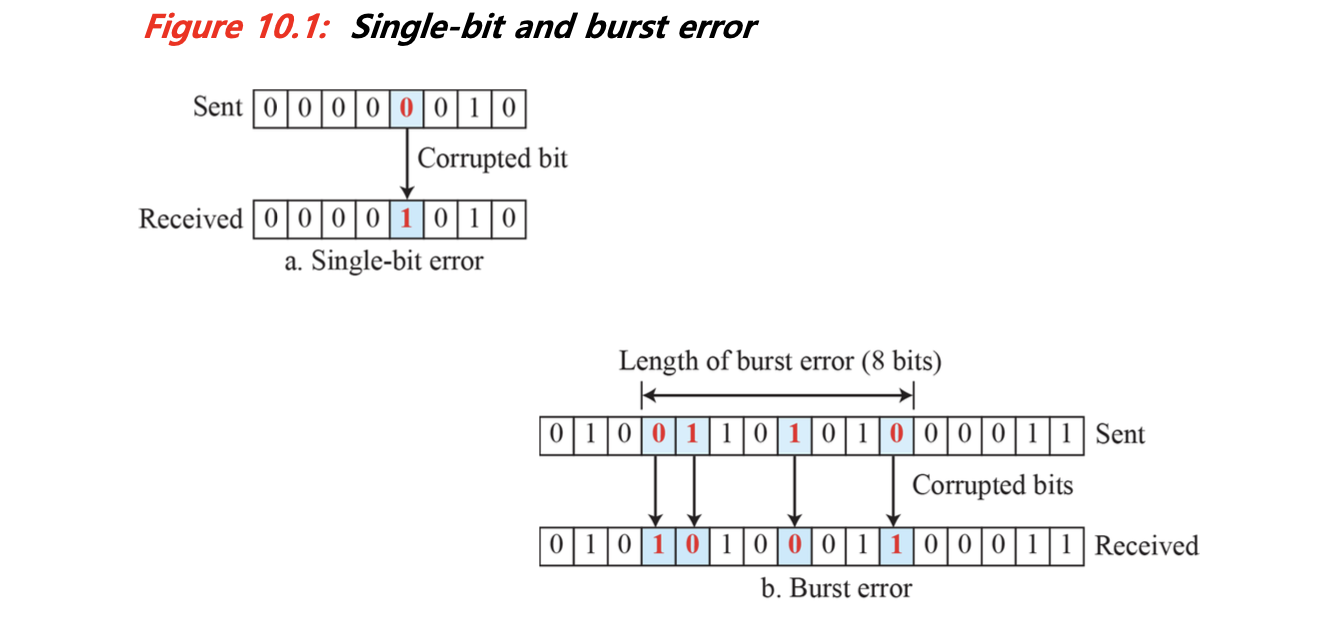 Figure 10.1: Single-bit and burst error
Sent 0 0 0 0 0 0 1 0
Corrupted bit
Received 0 0 0 0 1 0 1 0
a. Single-bit error
Length of burst error (8 bits)
0 1 0 0 1 1 0 1 0 1 0 0 0 0 1 1 Sent
Corrupted bits
0 1 0 1 0 1 0 0 0 1 1 0 0 0 1 1 Received
b. Burst error